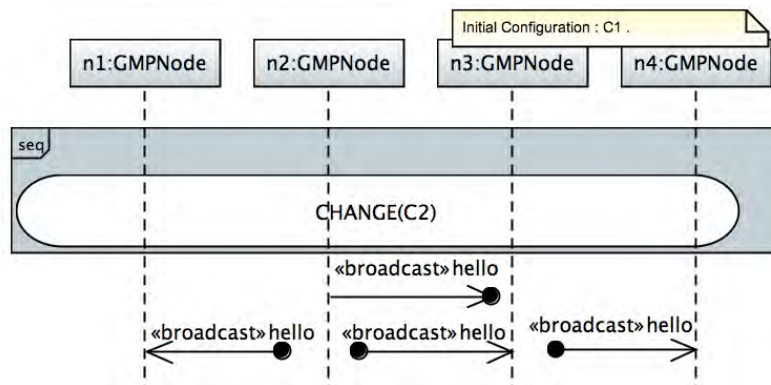 Initial Configuration : C1 .
n1:GMPNode
n2:GMPNode
n3:GMPNode
n4:GMPNode
seq
CHANGE(C2)
«broadcast»hello
«broadcast»hello
«broadcast»hello
«broadcast»hello